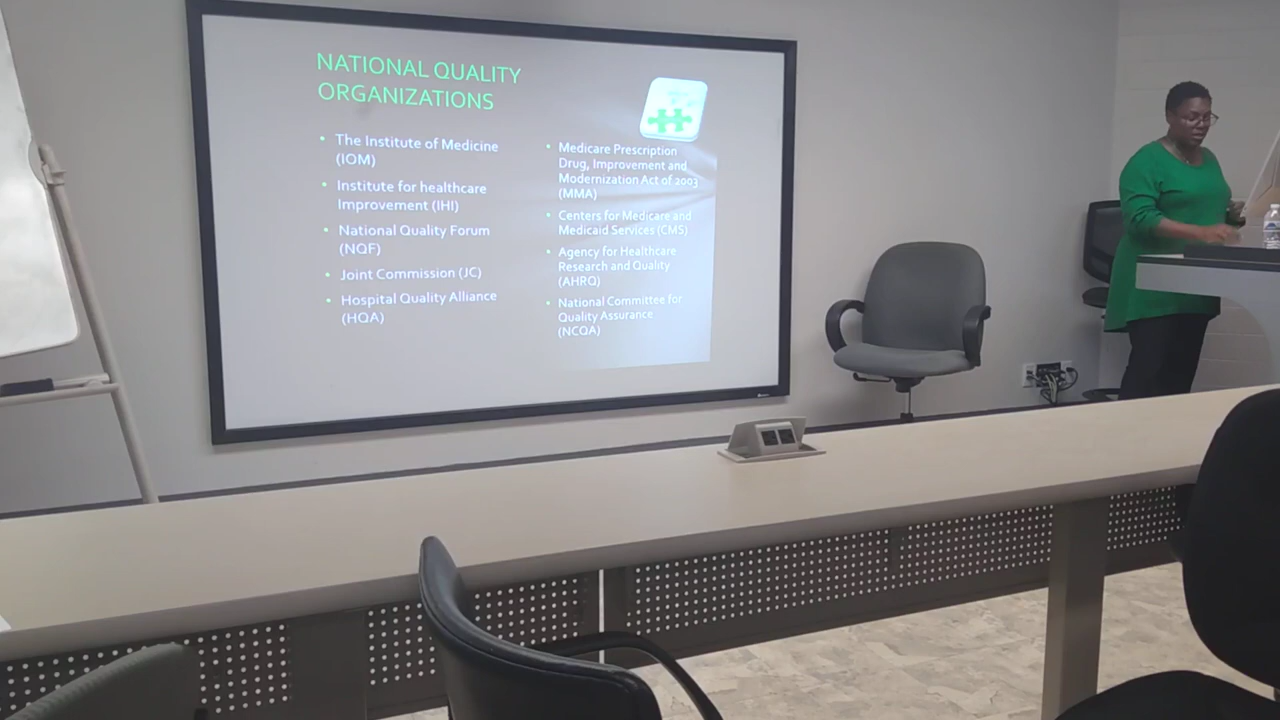 NATIONAL QUALITY
ORGANIZATIONS
• The Institute of Medicine
(IOM)
• Institute for healthcare
Improvement (IHI)
• National Quality Forum
(NQF)
• Joint Commission (JC)
• Hospital Quality Alliance
(HQA)
• Medicare Prescription
Drug, Improvement and
Modernization Act of 2003
(MMA)
• Centers for Medicare and
Medicaid Services (CMS)
• Agency for Healthcare
Research and Quality
(AHRQ)
• National Committee for
Quality Assurance
(NCQA)